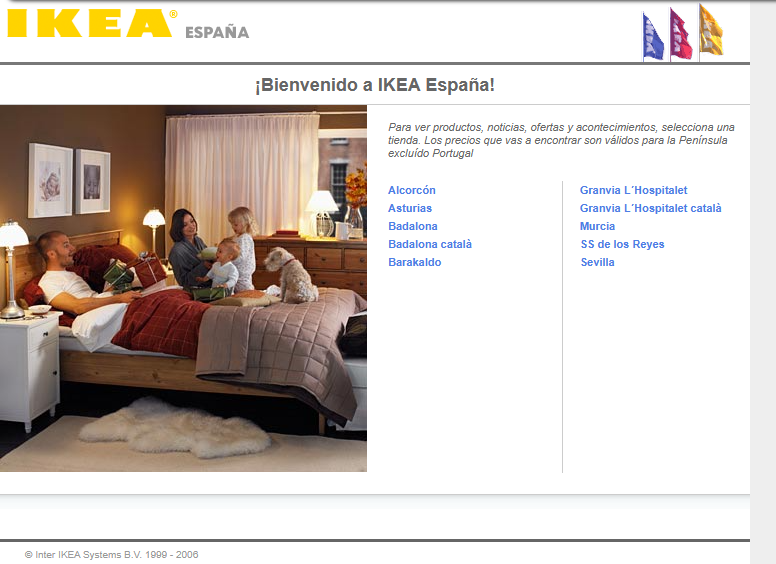 IKEA® ESPAÑA
¡Bienvenido a IKEA España!
Para ver productos, noticias, ofertas y acontecimientos, selecciona una
tienda. Los precios que vas a encontrar son válidos para la Península
excluído Portugal
Alcorcón
Asturias
Badalona
Badalona català
Barakaldo
Granvia L´Hospitalet
Granvia L´Hospitalet català
Murcia
SS de los Reyes
Sevilla
© Inter IKEA Systems B.V. 1999 - 2006